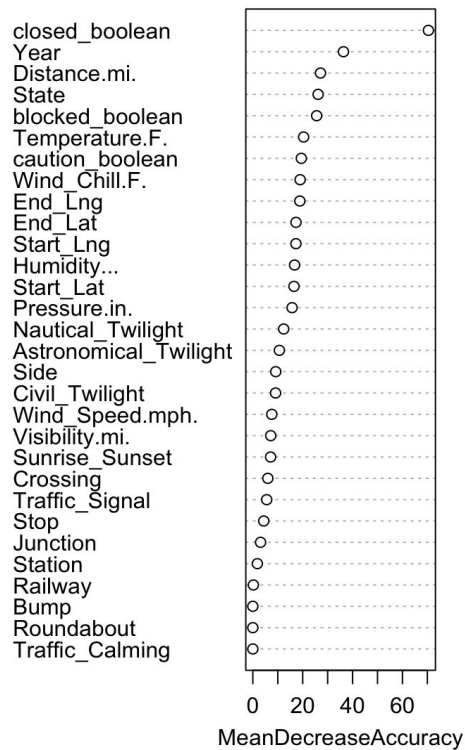 closed_boolean
Year
Distance.mi.
State
blocked_boolean
Temperature.F.
caution_boolean
Wind_Chill.F.
End_Lng
End_Lat
Start_Lng
Humidity...
Start_Lat
Pressure.in.
Nautical_Twilight
Astronomical_Twilight
Side
Civil_Twilight
Wind_Speed.mph.
Visibility.mi.
Sunrise_Sunset
Crossing
Traffic_Signal
Stop
Junction
Station
Railway
Bump
Roundabout
Traffic_Calming
0 20 40 60
MeanDecreaseAccuracy